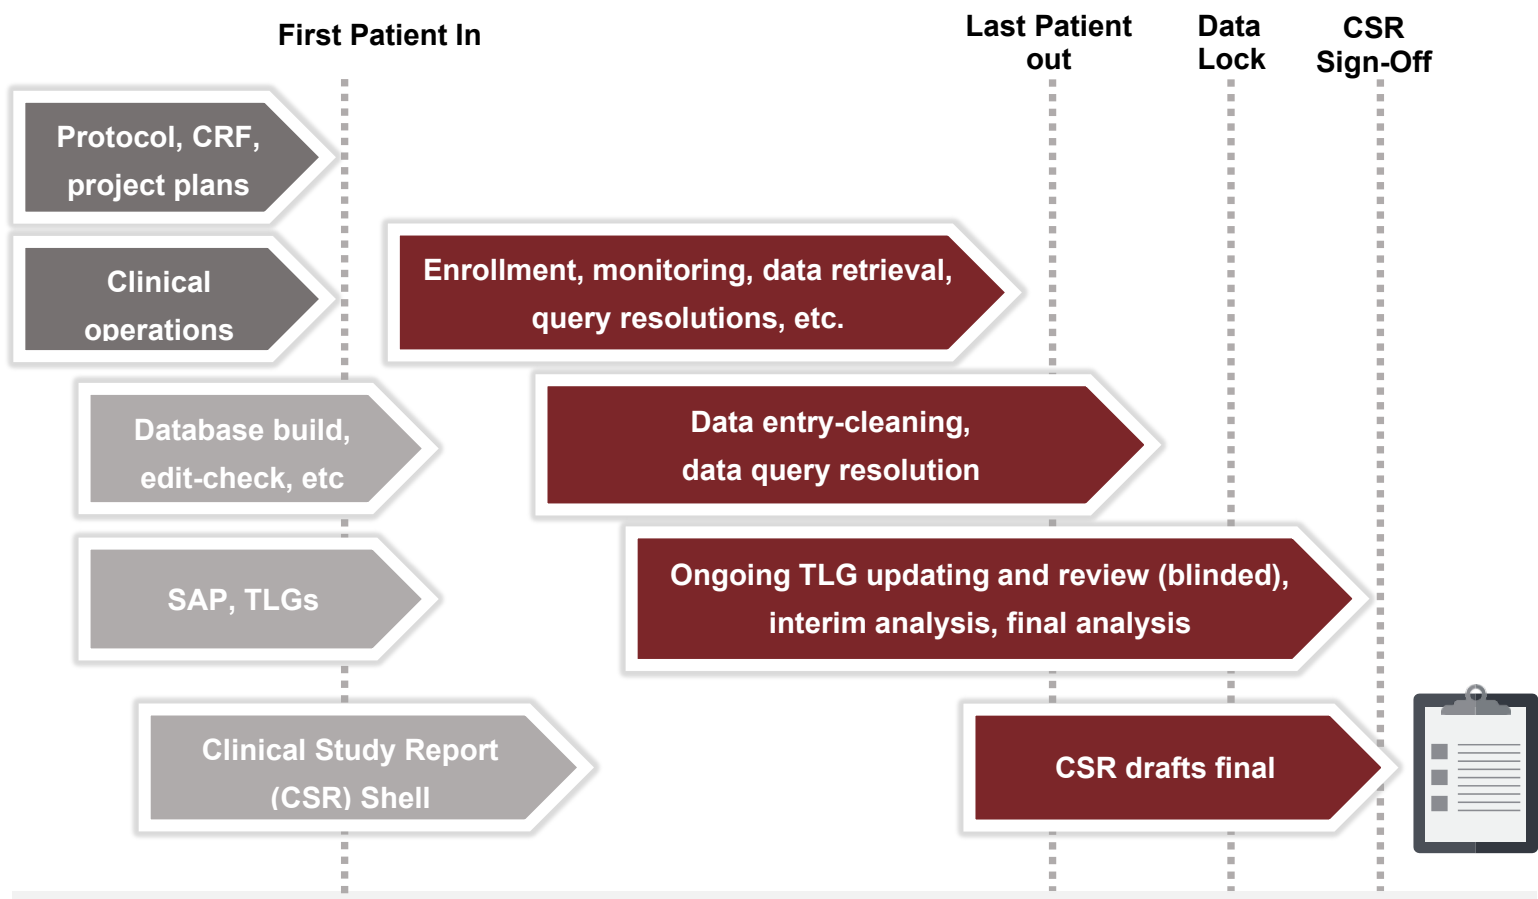 First Patient In
Last Patient
out
Data
Lock
CSR
Sign-Off
Protocol, CRF,
project plans
Clinical
operations
Enrollment, monitoring, data retrieval,
query resolutions, etc.
Database build,
edit-check, etc
Data entry-cleaning,
data query resolution
SAP, TLGs
Ongoing TLG updating and review (blinded),
interim analysis, final analysis
Clinical Study Report
(CSR) Shell
CSR drafts final